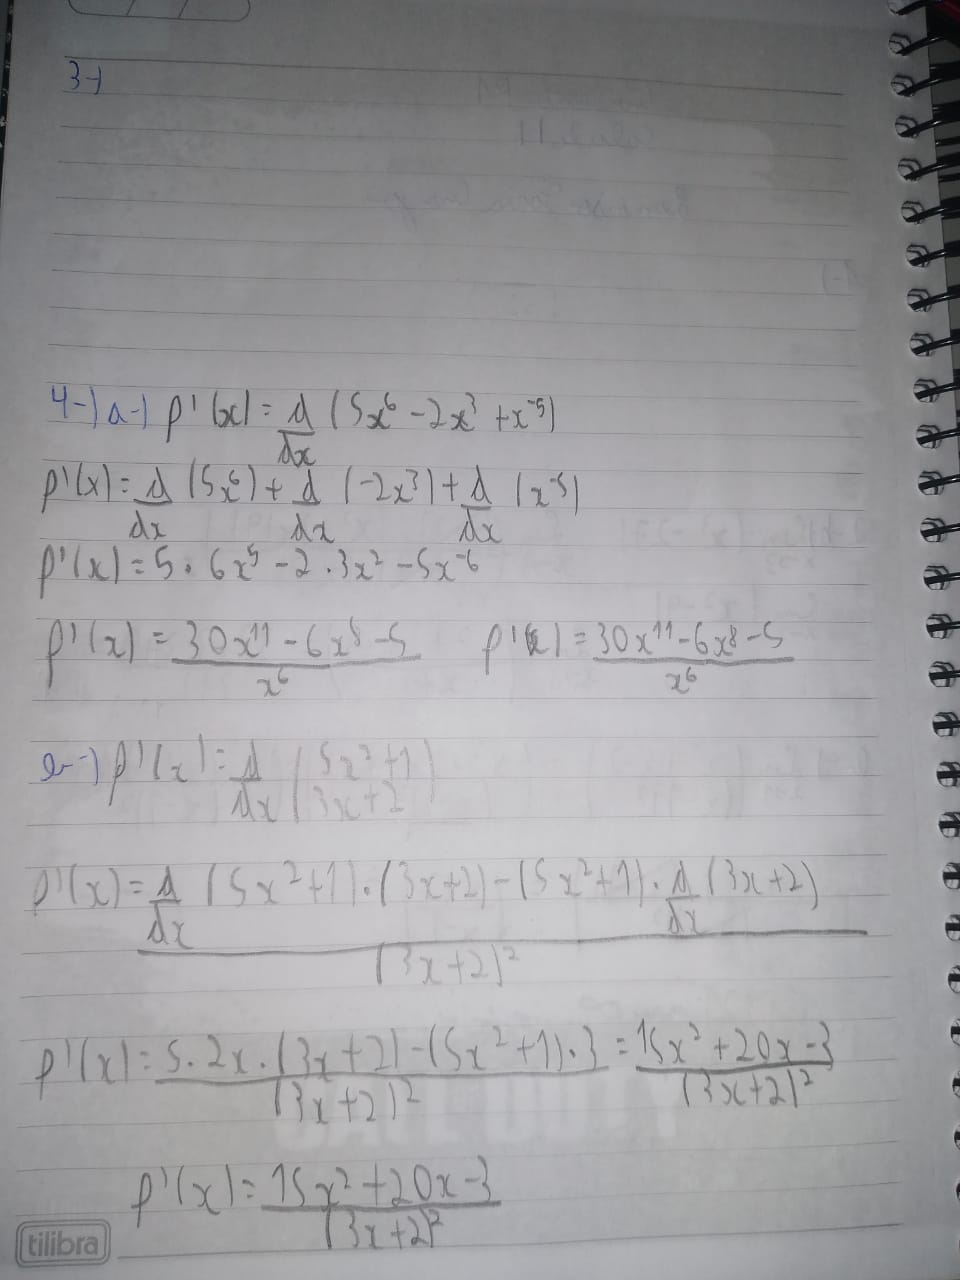 3-)
4-) a-) p'(x) = d/dx (5x⁶ - 2x³ + x⁻⁵)
p'(x) = d/dx (5x⁶) + d/dx (-2x³) + d/dx (x⁻⁵)
p'(x) = 5 . 6x⁵ - 2 . 3x² - 5x⁻⁶
p'(x) = 30x¹¹ - 6x⁸ - 5 / x⁶    p'(x) = 30x¹¹ - 6x⁸ - 5 / x⁶
b-) p'(x) = d/dx (5x² + 1 / 3x + 2)
p'(x) = d/dx (5x² + 1) . (3x + 2) - (5x² + 1) . d/dx (3x + 2) / (3x + 2)²
p'(x) = 5 . 2x . (3x + 2) - (5x² + 1) . 3 / (3x + 2)² = 15x² + 20x - 3 / (3x + 2)²
p'(x) = 15x² + 20x - 3 / (3x + 2)²
tilibra